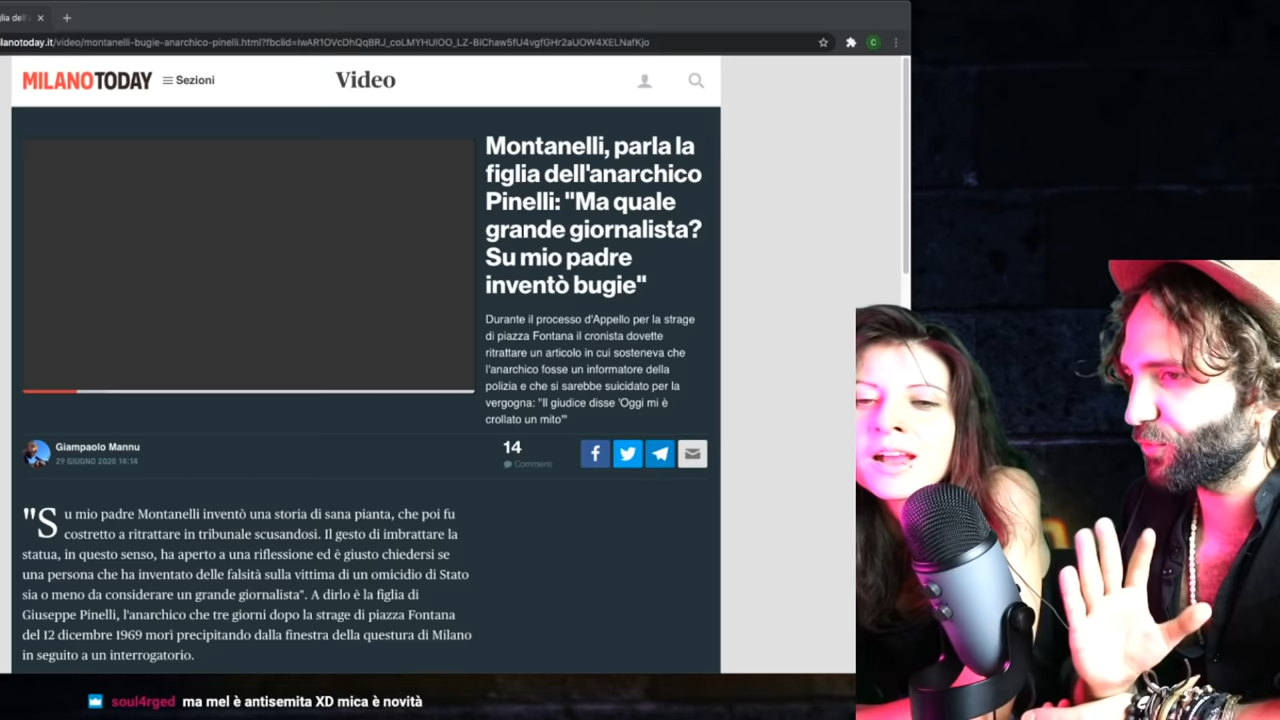 glia dell'
lanotoday.it/video/montanelli-bugie-anarchico-pinelli.html?fbclid=IwAR1OVcDhQqBRJ_coLMYHUlOO_LZ-BiChaw5fU4vgfGHr2aUOW4XELNafKjo
MILANOTODAY Sezioni Video
Montanelli, parla la
figlia dell'anarchico
Pinelli: "Ma quale
grande giornalista?
Su mio padre
inventò bugie"
Durante il processo d'Appello per la strage
di piazza Fontana il cronista dovette
ritrattare un articolo in cui sosteneva che
l'anarchico fosse un informatore della
polizia e che si sarebbe suicidato per la
vergogna: "Il giudice disse 'Oggi mi è
crollato un mito'"
Giampaolo Mannu
29 GIUGNO 2020 14:14
14
Commenti
"Su mio padre Montanelli inventò una storia di sana pianta, che poi fu
costretto a ritrattare in tribunale scusandosi. Il gesto di imbrattare la
statua, in questo senso, ha aperto a una riflessione ed è giusto chiedersi se
una persona che ha inventato delle falsità sulla vittima di un omicidio di Stato
sia o meno da considerare un grande giornalista". A dirlo è la figlia di
Giuseppe Pinelli, l'anarchico che tre giorni dopo la strage di piazza Fontana
del 12 dicembre 1969 morì precipitando dalla finestra della questura di Milano
in seguito a un interrogatorio.
soul4rged ma mel è antisemita XD mica è novità